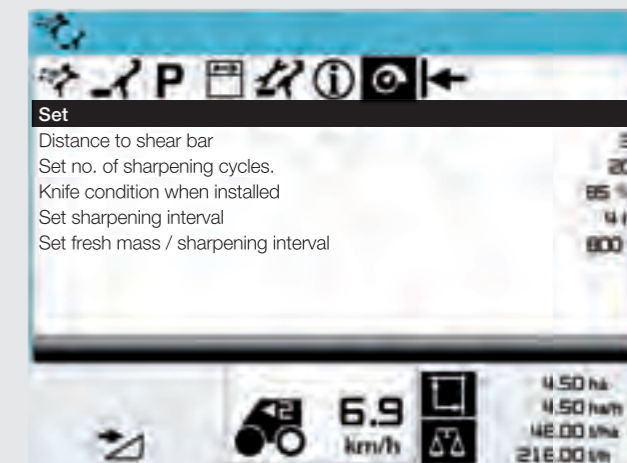 P
Set
Distance to shear bar
Set no. of sharpening cycles. 20
Knife condition when installed 85 %
Set sharpening interval 4
Set fresh mass / sharpening interval 800
2
6.9
km/h
4.50 ha
4.50 ha/h
48.00 t/ha
216.00 t/h